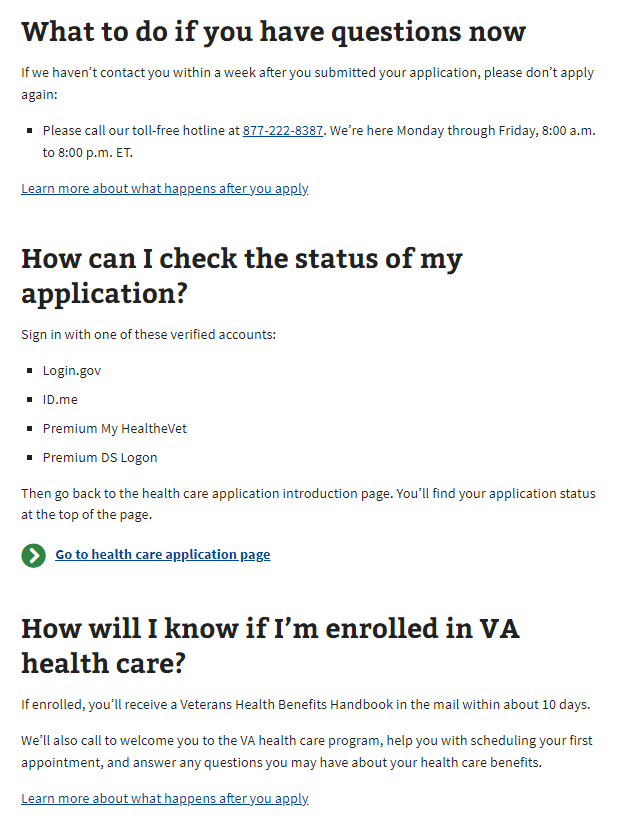 What to do if you have questions now
If we haven’t contact you within a week after you submitted your application, please don’t apply
again:
Please call our toll-free hotline at 877-222-8387. We’re here Monday through Friday, 8:00 a.m.
to 8:00 p.m. ET.
Learn more about what happens after you apply
How can I check the status of my
application?
Sign in with one of these verified accounts:
Login.gov
ID.me
Premium My HealtheVet
Premium DS Logon
Then go back to the health care application introduction page. You’ll find your application status
at the top of the page.
Go to health care application page
How will I know if I’m enrolled in VA
health care?
If enrolled, you’ll receive a Veterans Health Benefits Handbook in the mail within about 10 days.
We’ll also call to welcome you to the VA health care program, help you with scheduling your first
appointment, and answer any questions you may have about your health care benefits.
Learn more about what happens after you apply